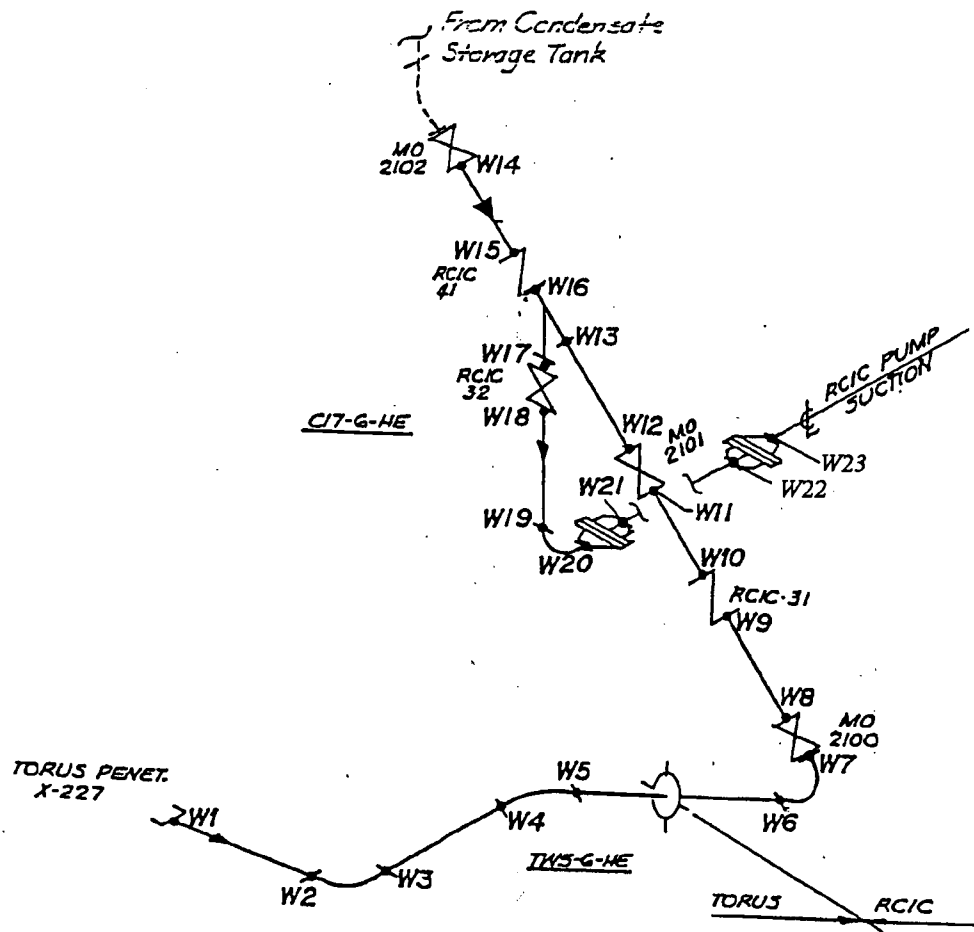 From Condensate
Storage Tank
MO
2102
W14
W15
RCIC
41
W16
W13
W17
RCIC
32
W18
C17-6-HE
W12
MO
2101
RCIC PUMP
SUCTION
W23
W22
W21
W11
W19
W20
W10
RCIC-31
W9
W8
MO
2100
W7
TORUS PENET.
X-227
W1
W5
W4
W6
W2
W3
TW5-6-HE
TORUS
RCIC